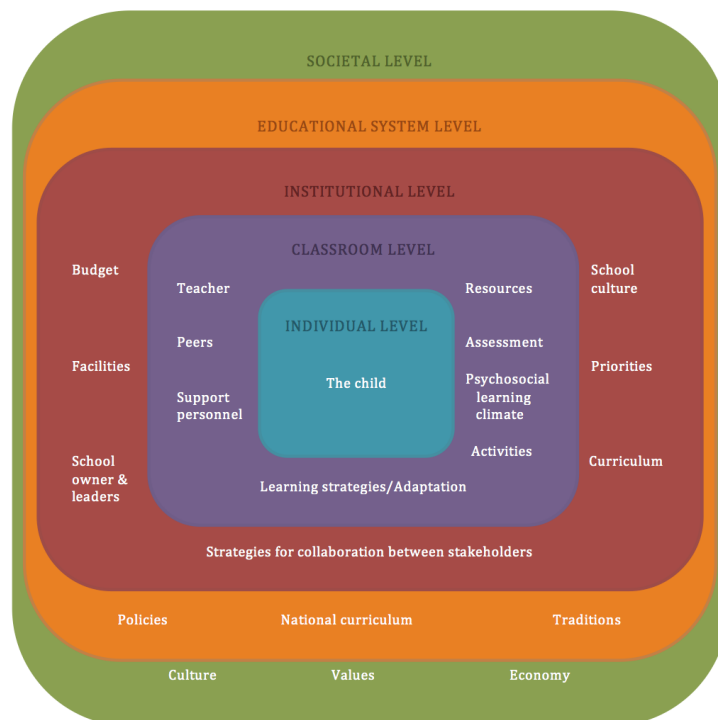 SOCIETAL LEVEL
EDUCATIONAL SYSTEM LEVEL
INSTITUTIONAL LEVEL
CLASSROOM LEVEL
Budget
School
culture
Teacher
Resources
INDIVIDUAL LEVEL
Peers
Assessment
Facilities
Priorities
The child
Psychosocial
learning
climate
Support
personnel
Activities
School
owner &
leaders
Curriculum
Learning strategies/Adaptation
Strategies for collaboration between stakeholders
Policies
National curriculum
Traditions
Culture
Values
Economy